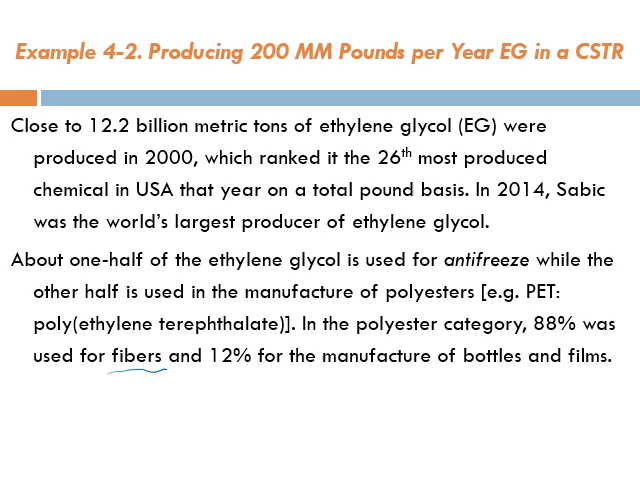 Example 4-2. Producing 200 MM Pounds per Year EG in a CSTR
Close to 12.2 billion metric tons of ethylene glycol (EG) were
produced in 2000, which ranked it the 26th most produced
chemical in USA that year on a total pound basis. In 2014, Sabic
was the world’s largest producer of ethylene glycol.
About one-half of the ethylene glycol is used for antifreeze while the
other half is used in the manufacture of polyesters [e.g. PET:
poly(ethylene terephthalate)]. In the polyester category, 88% was
used for fibers and 12% for the manufacture of bottles and films.